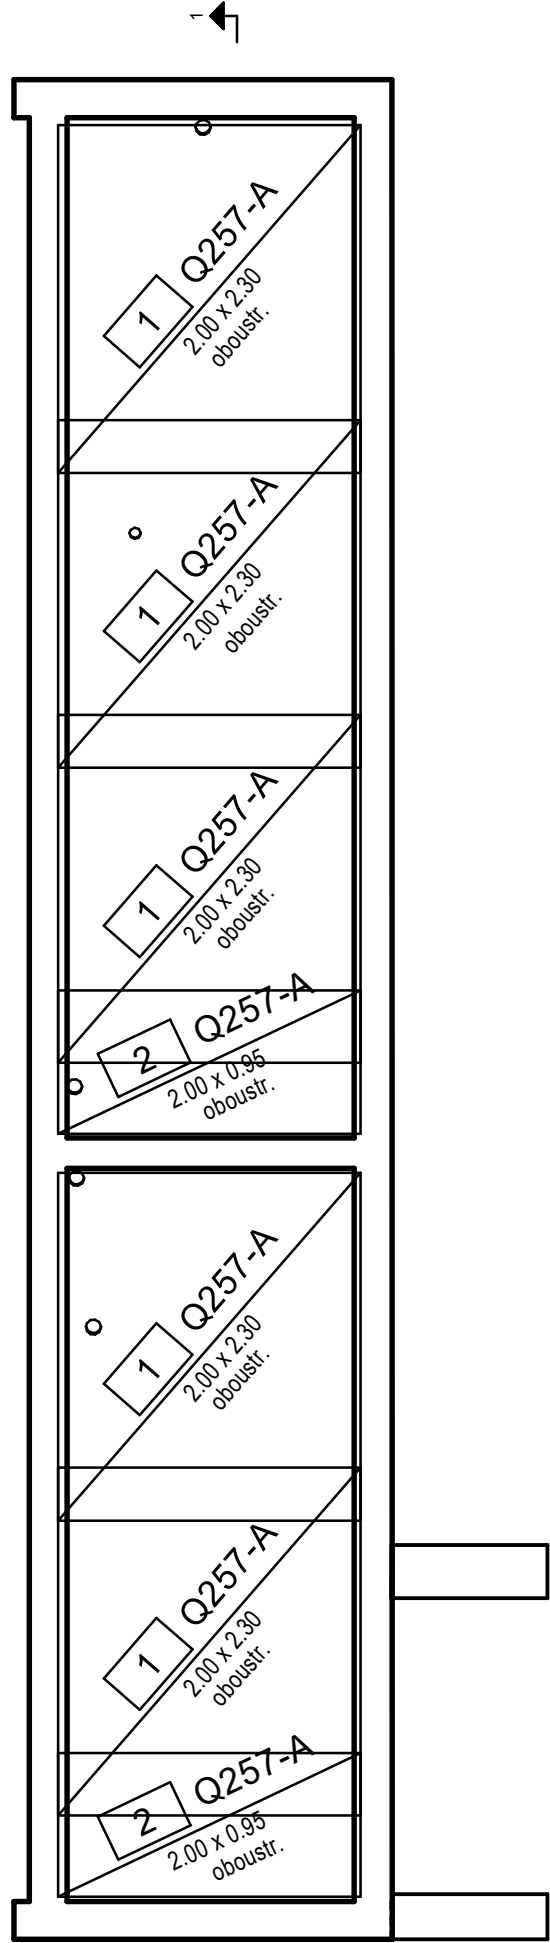 1
1 Q257-A
2.00 x 2.30
oboustr.
1 Q257-A
2.00 x 2.30
oboustr.
1 Q257-A
2.00 x 2.30
oboustr.
2 Q257-A
2.00 x 0.95
oboustr.
1 Q257-A
2.00 x 2.30
oboustr.
1 Q257-A
2.00 x 2.30
oboustr.
2 Q257-A
2.00 x 0.95
oboustr.